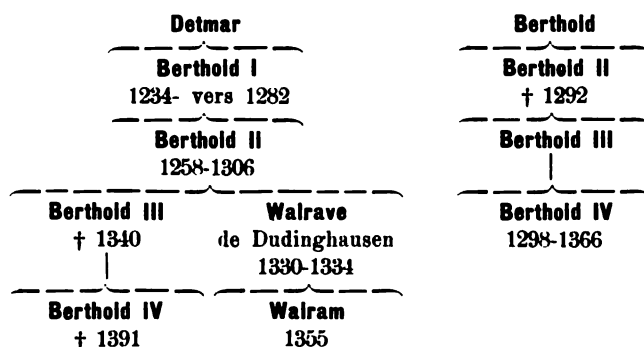 Detmar
Berthold I
1234- vers 1282
Berthold II
1258-1306
Berthold III
† 1340
Walrave
de Dudinghausen
1330-1334
Berthold IV
† 1391
Walram
1355
Berthold
Berthold II
† 1292
Berthold III
Berthold IV
1298-1366